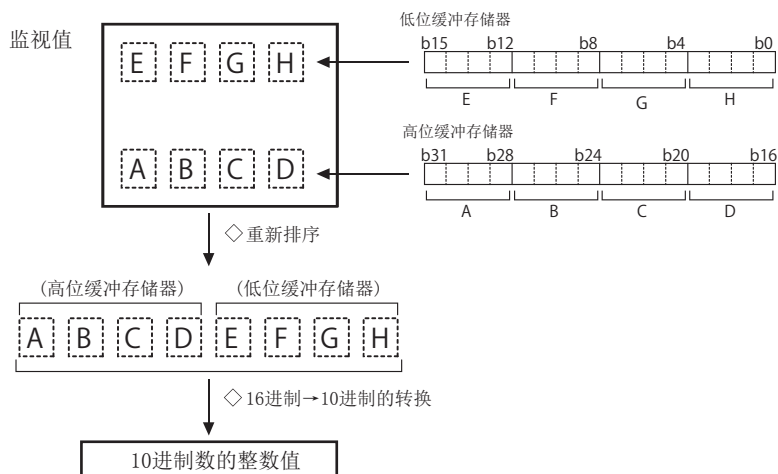 监视值
E F G H
A B C D
低位缓冲存储器
b15 b12 b8 b4 b0
E F G H
高位缓冲存储器
b31 b28 b24 b20 b16
A B C D
◇重新排序
(高位缓冲存储器) (低位缓冲存储器)
A B C D E F G H
◇16进制→10进制的转换
10进制数的整数值